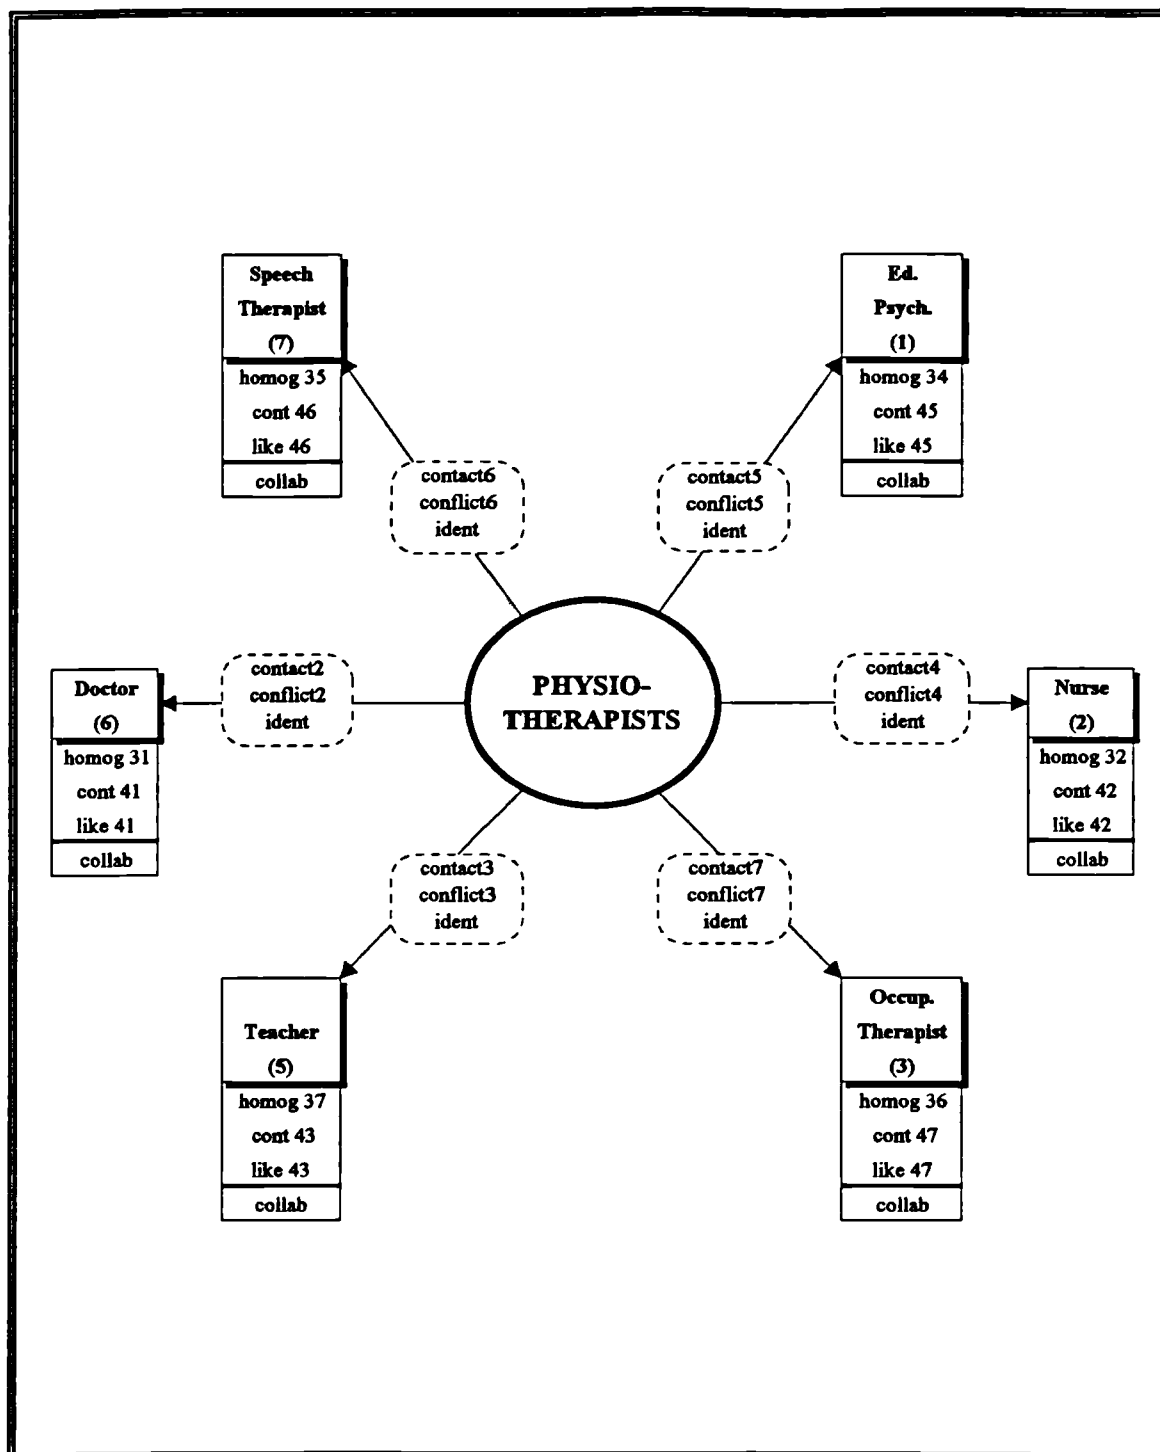 Speech
Therapist
(7)
homog 35
cont 46
like 46
collab
Ed.
Psych.
(1)
homog 34
cont 45
like 45
collab
contact6
conflict6
ident
contact5
conflict5
ident
Doctor
(6)
homog 31
cont 41
like 41
collab
contact2
conflict2
ident
PHYSIO-
THERAPISTS
contact4
conflict4
ident
Nurse
(2)
homog 32
cont 42
like 42
collab
contact3
conflict3
ident
contact7
conflict7
ident
Teacher
(5)
homog 37
cont 43
like 43
collab
Occup.
Therapist
(3)
homog 36
cont 47
like 47
collab